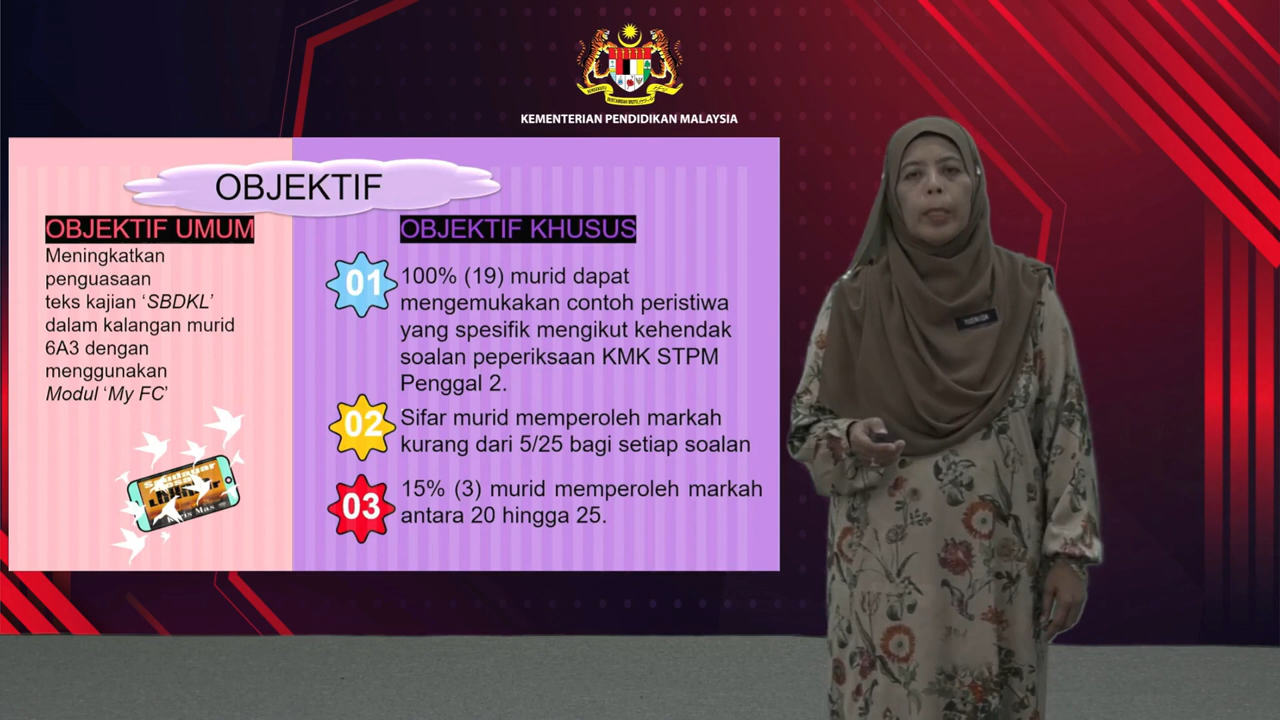 KEMENTERIAN PENDIDIKAN MALAYSIA
OBJEKTIF
OBJEKTIF UMUM
Meningkatkan
penguasaan
teks kajian ‘SBDKL’
dalam kalangan murid
6A3 dengan
menggunakan
Modul ‘My FC’
OBJEKTIF KHUSUS
01
100% (19) murid dapat
mengemukakan contoh peristiwa
yang spesifik mengikut kehendak
soalan peperiksaan KMK STPM
Penggal 2.
02
Sifar murid memperoleh markah
kurang dari 5/25 bagi setiap soalan
03
15% (3) murid memperoleh markah
antara 20 hingga 25.